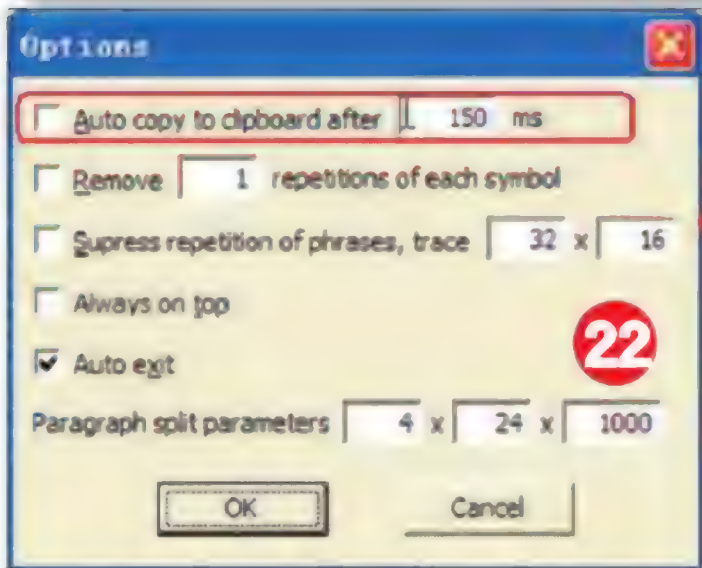 Options
Auto copy to clipboard after 150 ms
Remove 1 repetitions of each symbol
Supress repetition of phrases, trace 32 x 16
Always on top
22
Auto exit
Paragraph split parameters 4 x 24 x 1000
OK Cancel